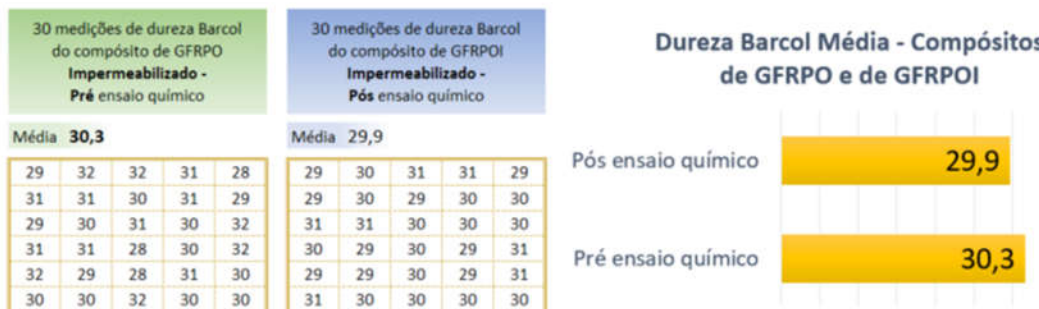 30 medições de dureza Barcol
do compósito de GFRPO
Impermeabilizado -
Pré ensaio químico
Média 30,3
29 32 32 31 28
31 31 30 31 29
29 30 31 30 32
31 31 28 30 32
32 29 28 31 30
30 30 32 30 30
30 medições de dureza Barcol
do compósito de GFRPOI
Impermeabilizado -
Pós ensaio químico
Média 29,9
29 30 31 31 29
29 30 29 30 30
31 31 30 30 30
30 29 30 29 31
29 29 30 29 31
31 30 30 30 30
Dureza Barcol Média - Compósitos
de GFRPO e de GFRPOI
Pós ensaio químico 29,9
Pré ensaio químico 30,3